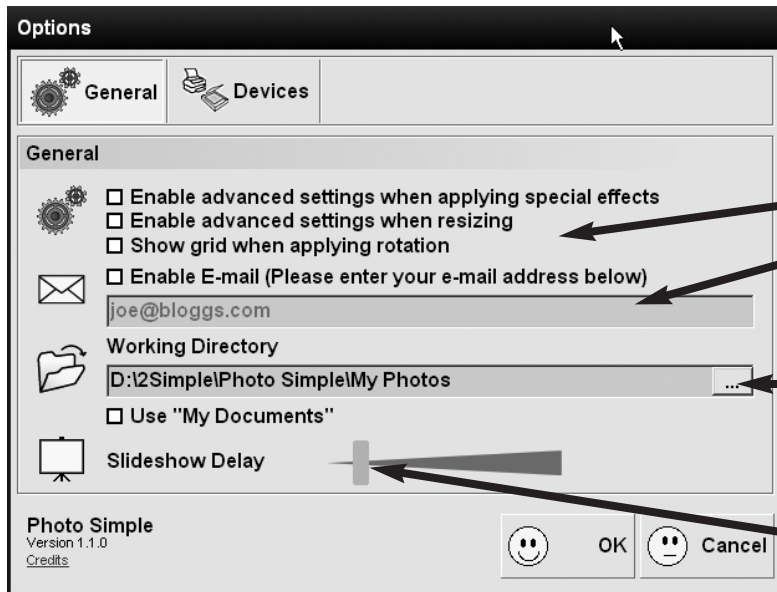 Options
General
Devices
General
Enable advanced settings when applying special effects
Enable advanced settings when resizing
Show grid when applying rotation
Enable E-mail (Please enter your e-mail address below)
joe@bloggs.com
Working Directory
D:\2Simple\Photo Simple\My Photos
...
Use "My Documents"
Slideshow Delay
Photo Simple
Version 1.1.0
Credits
OK
Cancel